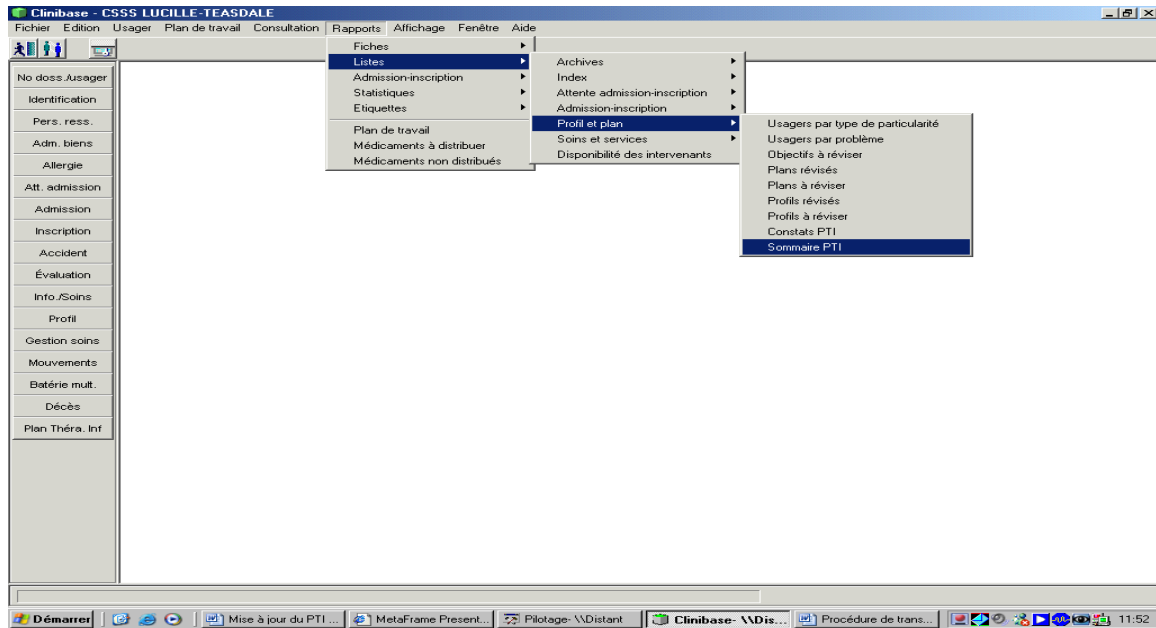 Clinibase - CSSS LUCILLE-TEASDALE
Fichier Edition Usager Plan de travail Consultation Rapports Affichage Fenêtre Aide
Fiches
Listes
Admission-inscription
Statistiques
Etiquettes
Plan de travail
Médicaments à distribuer
Médicaments non distribués
Archives
Index
Attente admission-inscription
Admission-inscription
Profil et plan
Soins et services
Disponibilité des intervenants
Usagers par type de particularité
Usagers par problème
Objectifs à réviser
Plans révisés
Plans à réviser
Profils révisés
Profils à réviser
Constats PTI
Sommaire PTI
No doss./usager
Identification
Pers. ress.
Adm. biens
Allergie
Att. admission
Admission
Inscription
Accident
Évaluation
Info./Soins
Profil
Gestion soins
Mouvements
Batérie mult.
Décès
Plan Théra. Inf
Démarrer Mise à jour du PTI ... MetaFrame Present... Pilotage- \\Distant Clinibase- \\Dis... Procédure de trans... 11:52